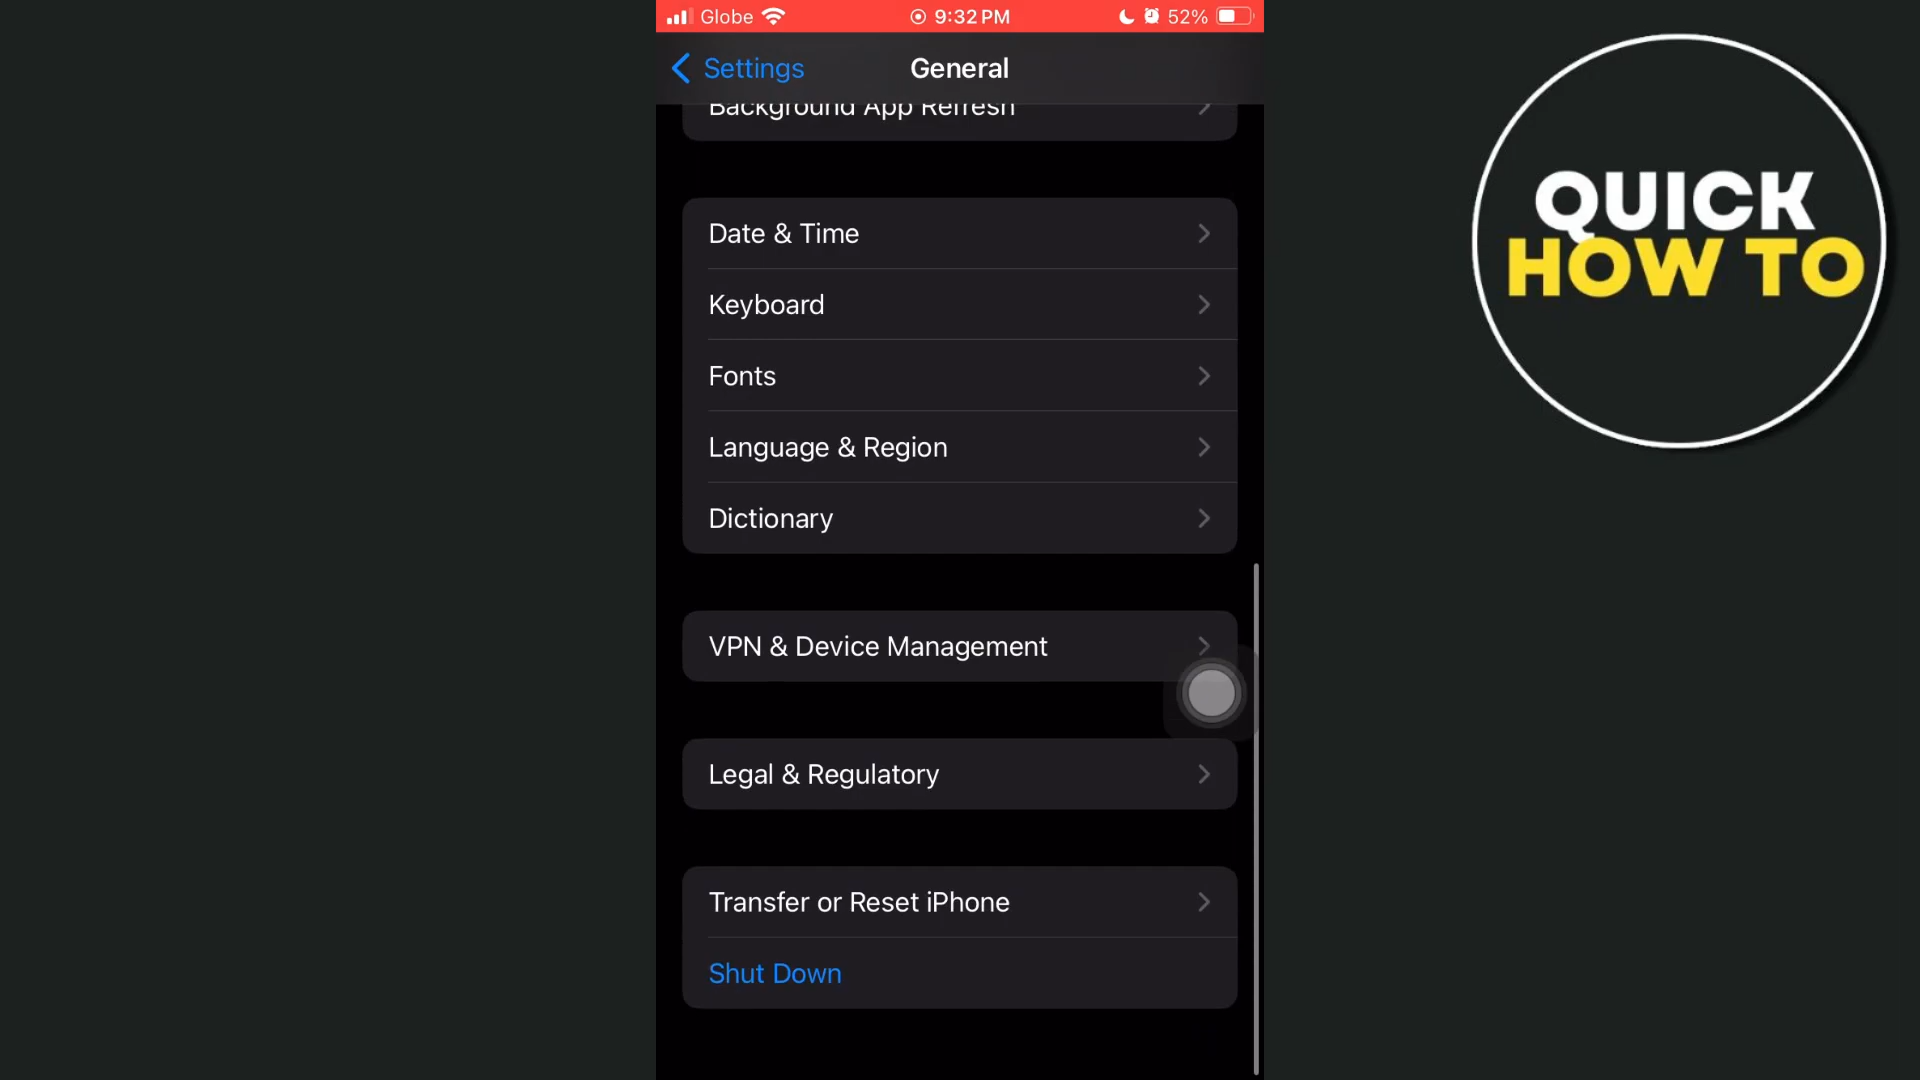 Globe 9:32 PM 52%
Settings General
Background App Refresh
Date & Time
Keyboard
Fonts
Language & Region
Dictionary
VPN & Device Management
Legal & Regulatory
Transfer or Reset iPhone
Shut Down
QUICK
HOW TO